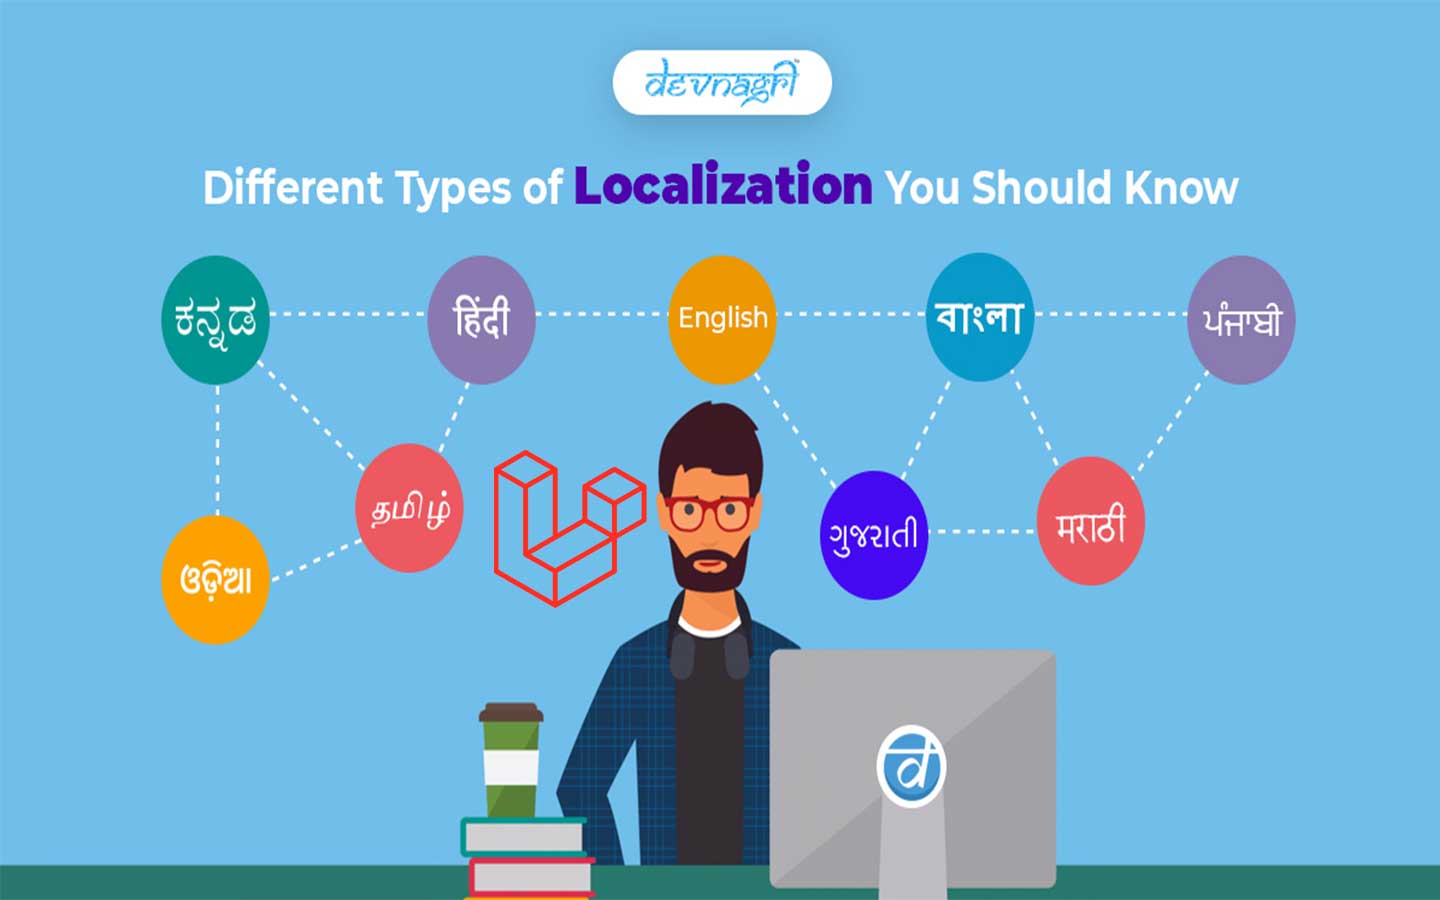 devnagri
Different Types of Localization You Should Know
ಕನ್ನಡ
हिंदी
English
বাংলা
ਪੰਜਾਬੀ
தமிழ்
ગુજરાતી
मराठी
ଓଡ଼ିଆ
d